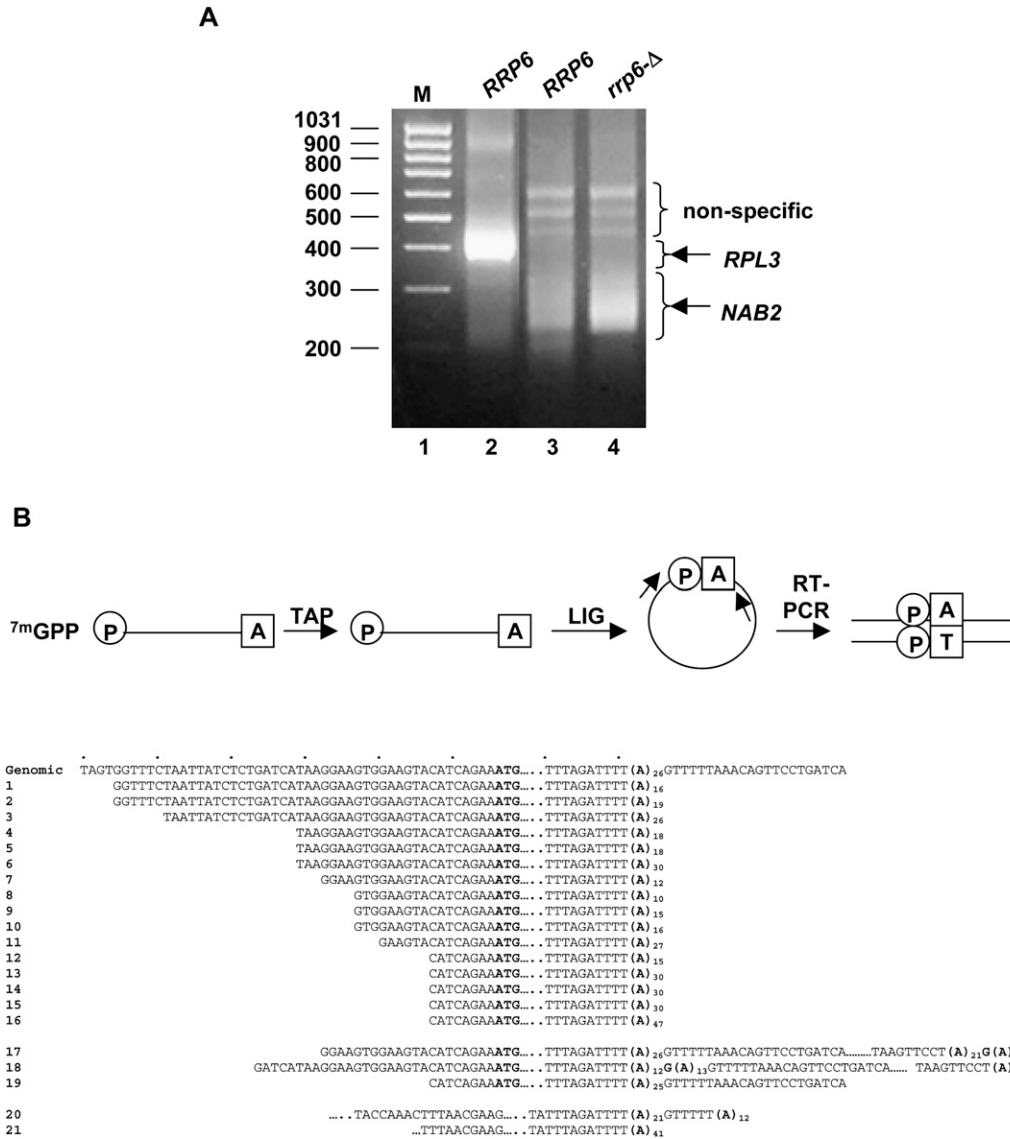 A
M RRP6 RRP6 rrp6-Δ
1031
900
800
600
500
400
300
200
non-specific
RPL3
NAB2
1 2 3 4
B
7mGPP P A TAP P A LIG P A RT-PCR P A P T
Genomic TAGTGGTTTCTAATTATCTCTGATCATAAGGAAGTGGAAGTACATCAGAAATG…..TTTAGATTTT(A)26GTTTTTAAACAGTTCCTGATCA
1 GGTTTCTAATTATCTCTGATCATAAGGAAGTGGAAGTACATCAGAAATG…..TTTAGATTTT(A)16
2 GGTTTCTAATTATCTCTGATCATAAGGAAGTGGAAGTACATCAGAAATG…..TTTAGATTTT(A)19
3 TAATTATCTCTGATCATAAGGAAGTGGAAGTACATCAGAAATG…..TTTAGATTTT(A)26
4 TAAGGAAGTGGAAGTACATCAGAAATG…..TTTAGATTTT(A)18
5 TAAGGAAGTGGAAGTACATCAGAAATG…..TTTAGATTTT(A)18
6 TAAGGAAGTGGAAGTACATCAGAAATG…..TTTAGATTTT(A)30
7 GGAAGTGGAAGTACATCAGAAATG…..TTTAGATTTT(A)12
8 GTGGAAGTACATCAGAAATG…..TTTAGATTTT(A)10
9 GTGGAAGTACATCAGAAATG…..TTTAGATTTT(A)15
10 GTGGAAGTACATCAGAAATG…..TTTAGATTTT(A)16
11 GAAGTACATCAGAAATG…..TTTAGATTTT(A)27
12 CATCAGAAATG…..TTTAGATTTT(A)15
13 CATCAGAAATG…..TTTAGATTTT(A)30
14 CATCAGAAATG…..TTTAGATTTT(A)30
15 CATCAGAAATG…..TTTAGATTTT(A)30
16 CATCAGAAATG…..TTTAGATTTT(A)47
17 GGAAGTGGAAGTACATCAGAAATG…..TTTAGATTTT(A)26GTTTTTAAACAGTTCCTGATCA………TAAGTTCCT(A)21G(A)
18 GATCATAAGGAAGTGGAAGTACATCAGAAATG…..TTTAGATTTT(A)12G(A)13GTTTTTAAACAGTTCCTGATCA…… TAAGTTCCT(A)
19 CATCAGAAATG…..TTTAGATTTT(A)25GTTTTTAAACAGTTCCTGATCA
20 …..TACCAAACTTTAACGAAG…..TATTTAGATTTT(A)21GTTTTT(A)12
21 …TTTAACGAAG…..TATTTAGATTTT(A)41